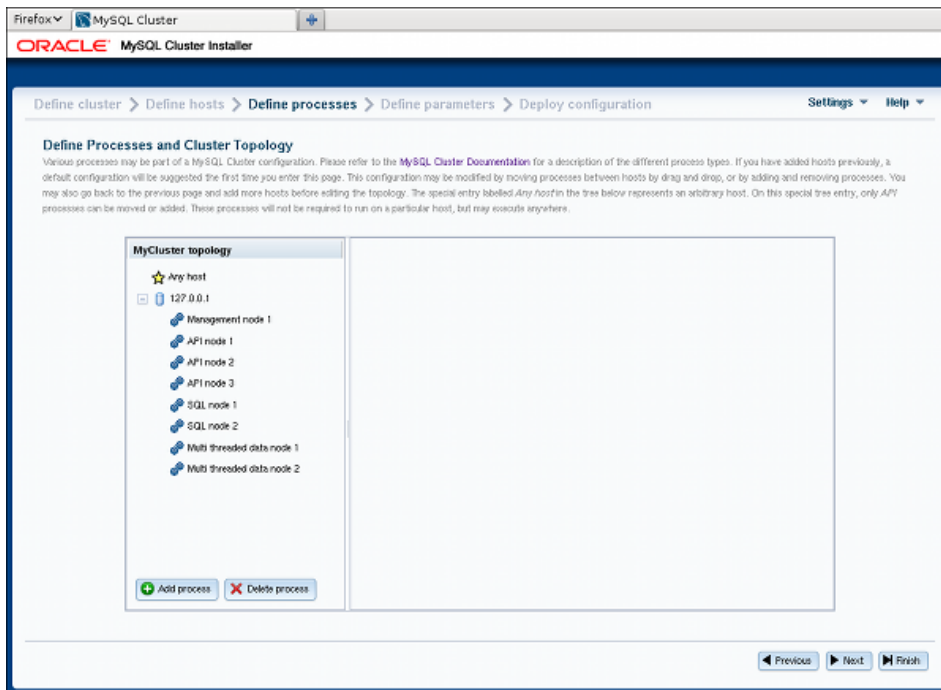 Firefox MySQL Cluster
ORACLE MySQL Cluster Installer
Define cluster > Define hosts > Define processes > Define parameters > Deploy configuration Settings Help
Define Processes and Cluster Topology
Various processes may be part of a MySQL Cluster configuration. Please refer to the MySQL Cluster Documentation for a description of the different process types. If you have added hosts previously, a
default configuration will be suggested the first time you enter this page. This configuration may be modified by moving processes between hosts by drag and drop, or by adding and removing processes. You
may also go back to the previous page and add more hosts before editing the topology. The special entry labelled Any host in the tree below represents an arbitrary host. On this special tree entry, only API
processes can be moved or added. These processes will not be required to run on a particular host, but may execute anywhere.
MyCluster topology
Any host
127.0.0.1
Management node 1
API node 1
API node 2
API node 3
SQL node 1
SQL node 2
Multi threaded data node 1
Multi threaded data node 2
Add process Delete process
Previous Next Finish